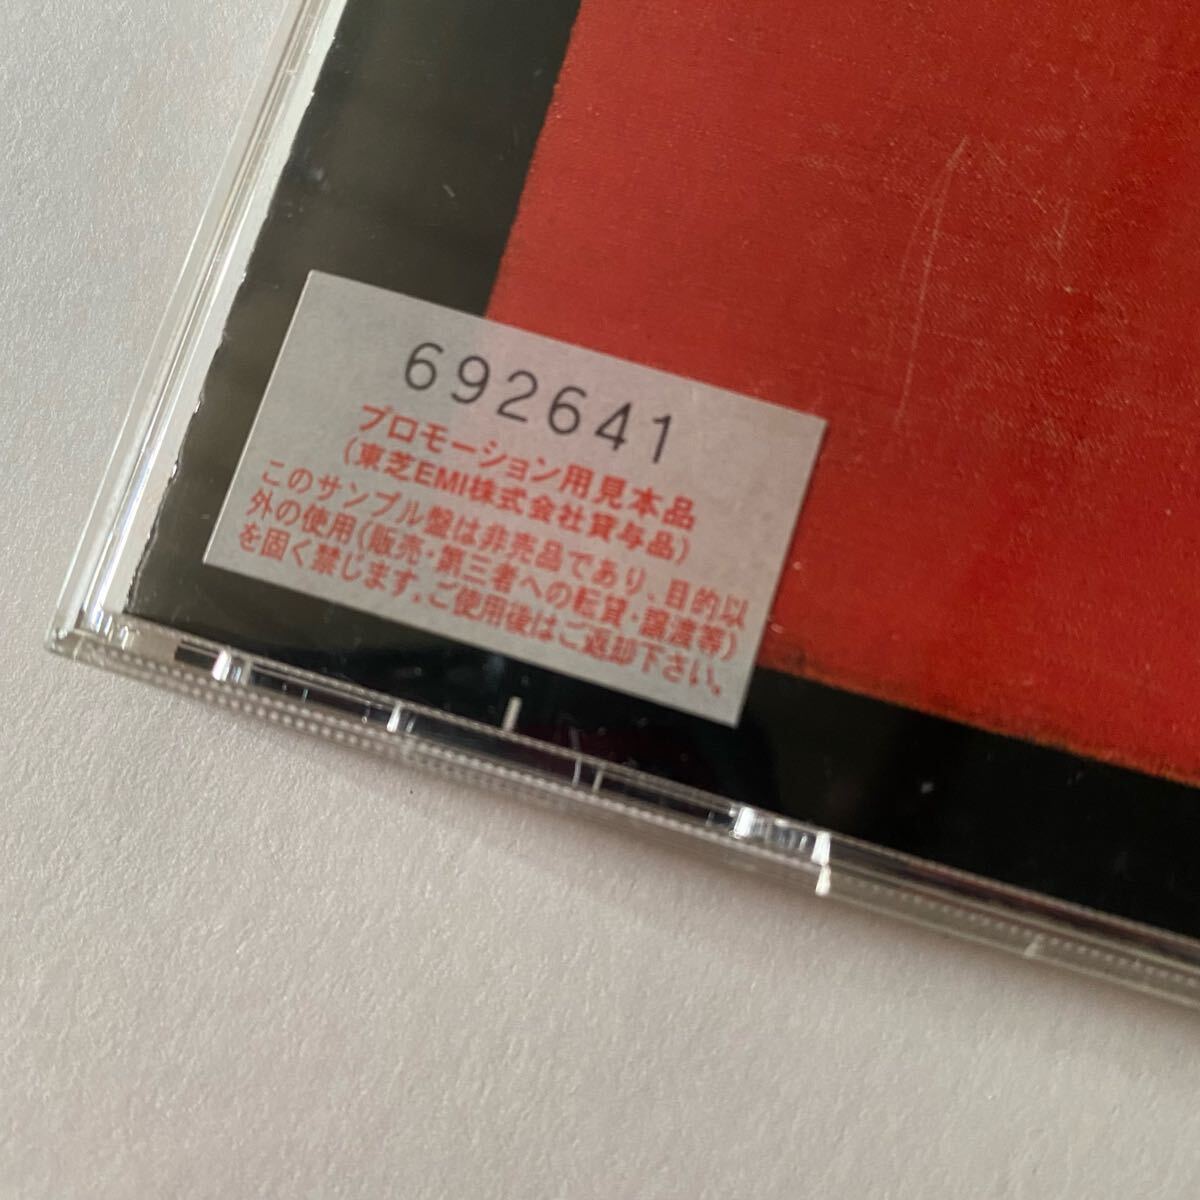 692641
プロモーション用見本品
(東芝EMI株式会社貸与品)
このサンプル盤は非売品であり、目的以
外の使用(販売・第三者への転貸・譲渡等)
を固く禁じます。ご使用後はご返却下さい。